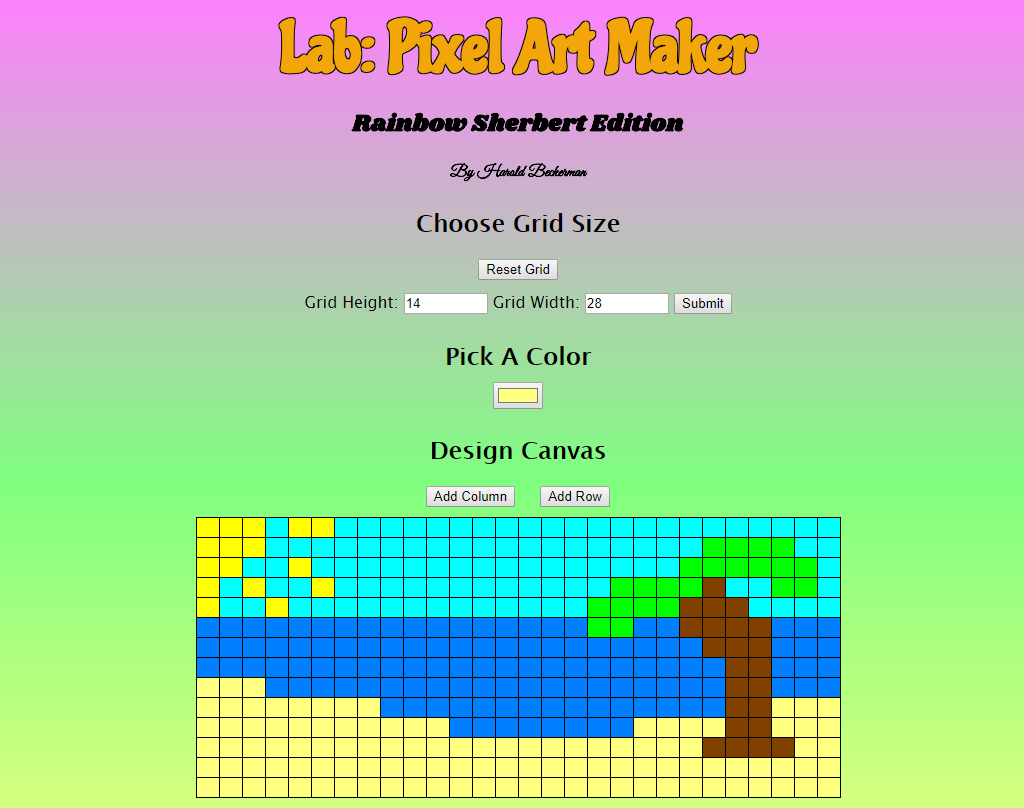 Lab: Pixel Art Maker
Rainbow Sherbert Edition
By Harold Beckerman
Choose Grid Size
Reset Grid
Grid Height: 14 Grid Width: 28 Submit
Pick A Color
Design Canvas
Add Column Add Row